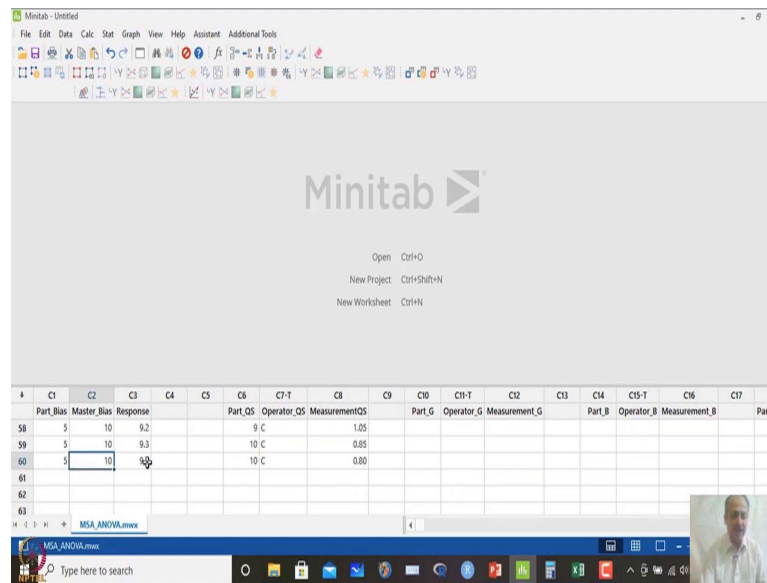 Minitab - Untitled
File Edit Data Calc Stat Graph View Help Assistant Additional Tools
Minitab
Open Ctrl+O
New Project Ctrl+Shift+N
New Worksheet Ctrl+N
C1 C2 C3 C4 C5 C6 C7-T C8 C9 C10 C11-T C12 C13 C14 C15-T C16 C17
Part_Bias Master_Bias Response Part_QS Operator_QS MeasurementQS Part_G Operator_G Measurement_G Part_B Operator_B Measurement_B Par
58 5 10 9.2 9 C 1.05
59 5 10 9.3 10 C 0.85
60 5 10 10 C 0.80
61
62
63
MSA_ANOVA.mwx
MSA_ANOVA.mwx
Type here to search
NPTEL